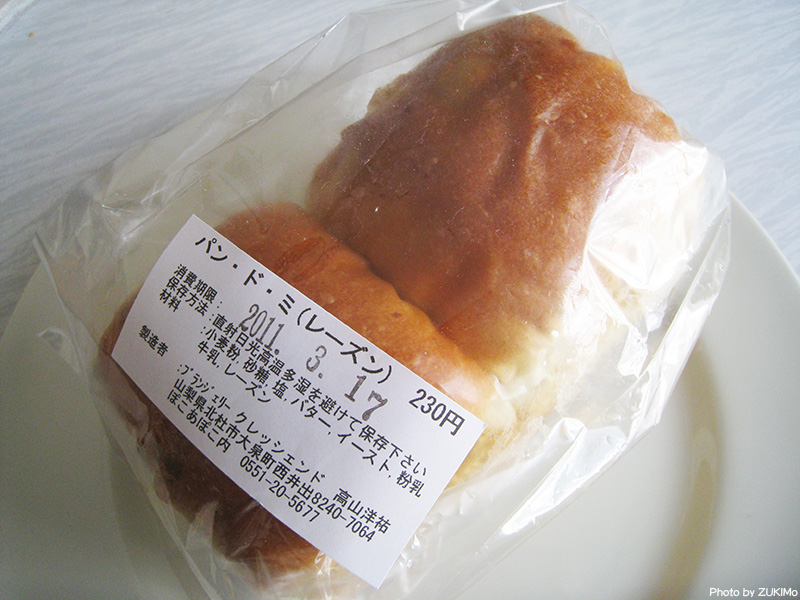 パン・ド・ミ(レーズン) 230円
消費期限: 2011. 3. 17
保存方法:直射日光高温多湿を避けて保存下さい
材料 :小麦粉,砂糖,塩,バター,イースト,粉乳
牛乳,レーズン
製造者 :ブランジェリー クレッシェンド 高山洋祐
山梨県北杜市大泉町西井出8240-7064
ぽこあぽこ内 0551-20-5677
Photo by ZUKIMo